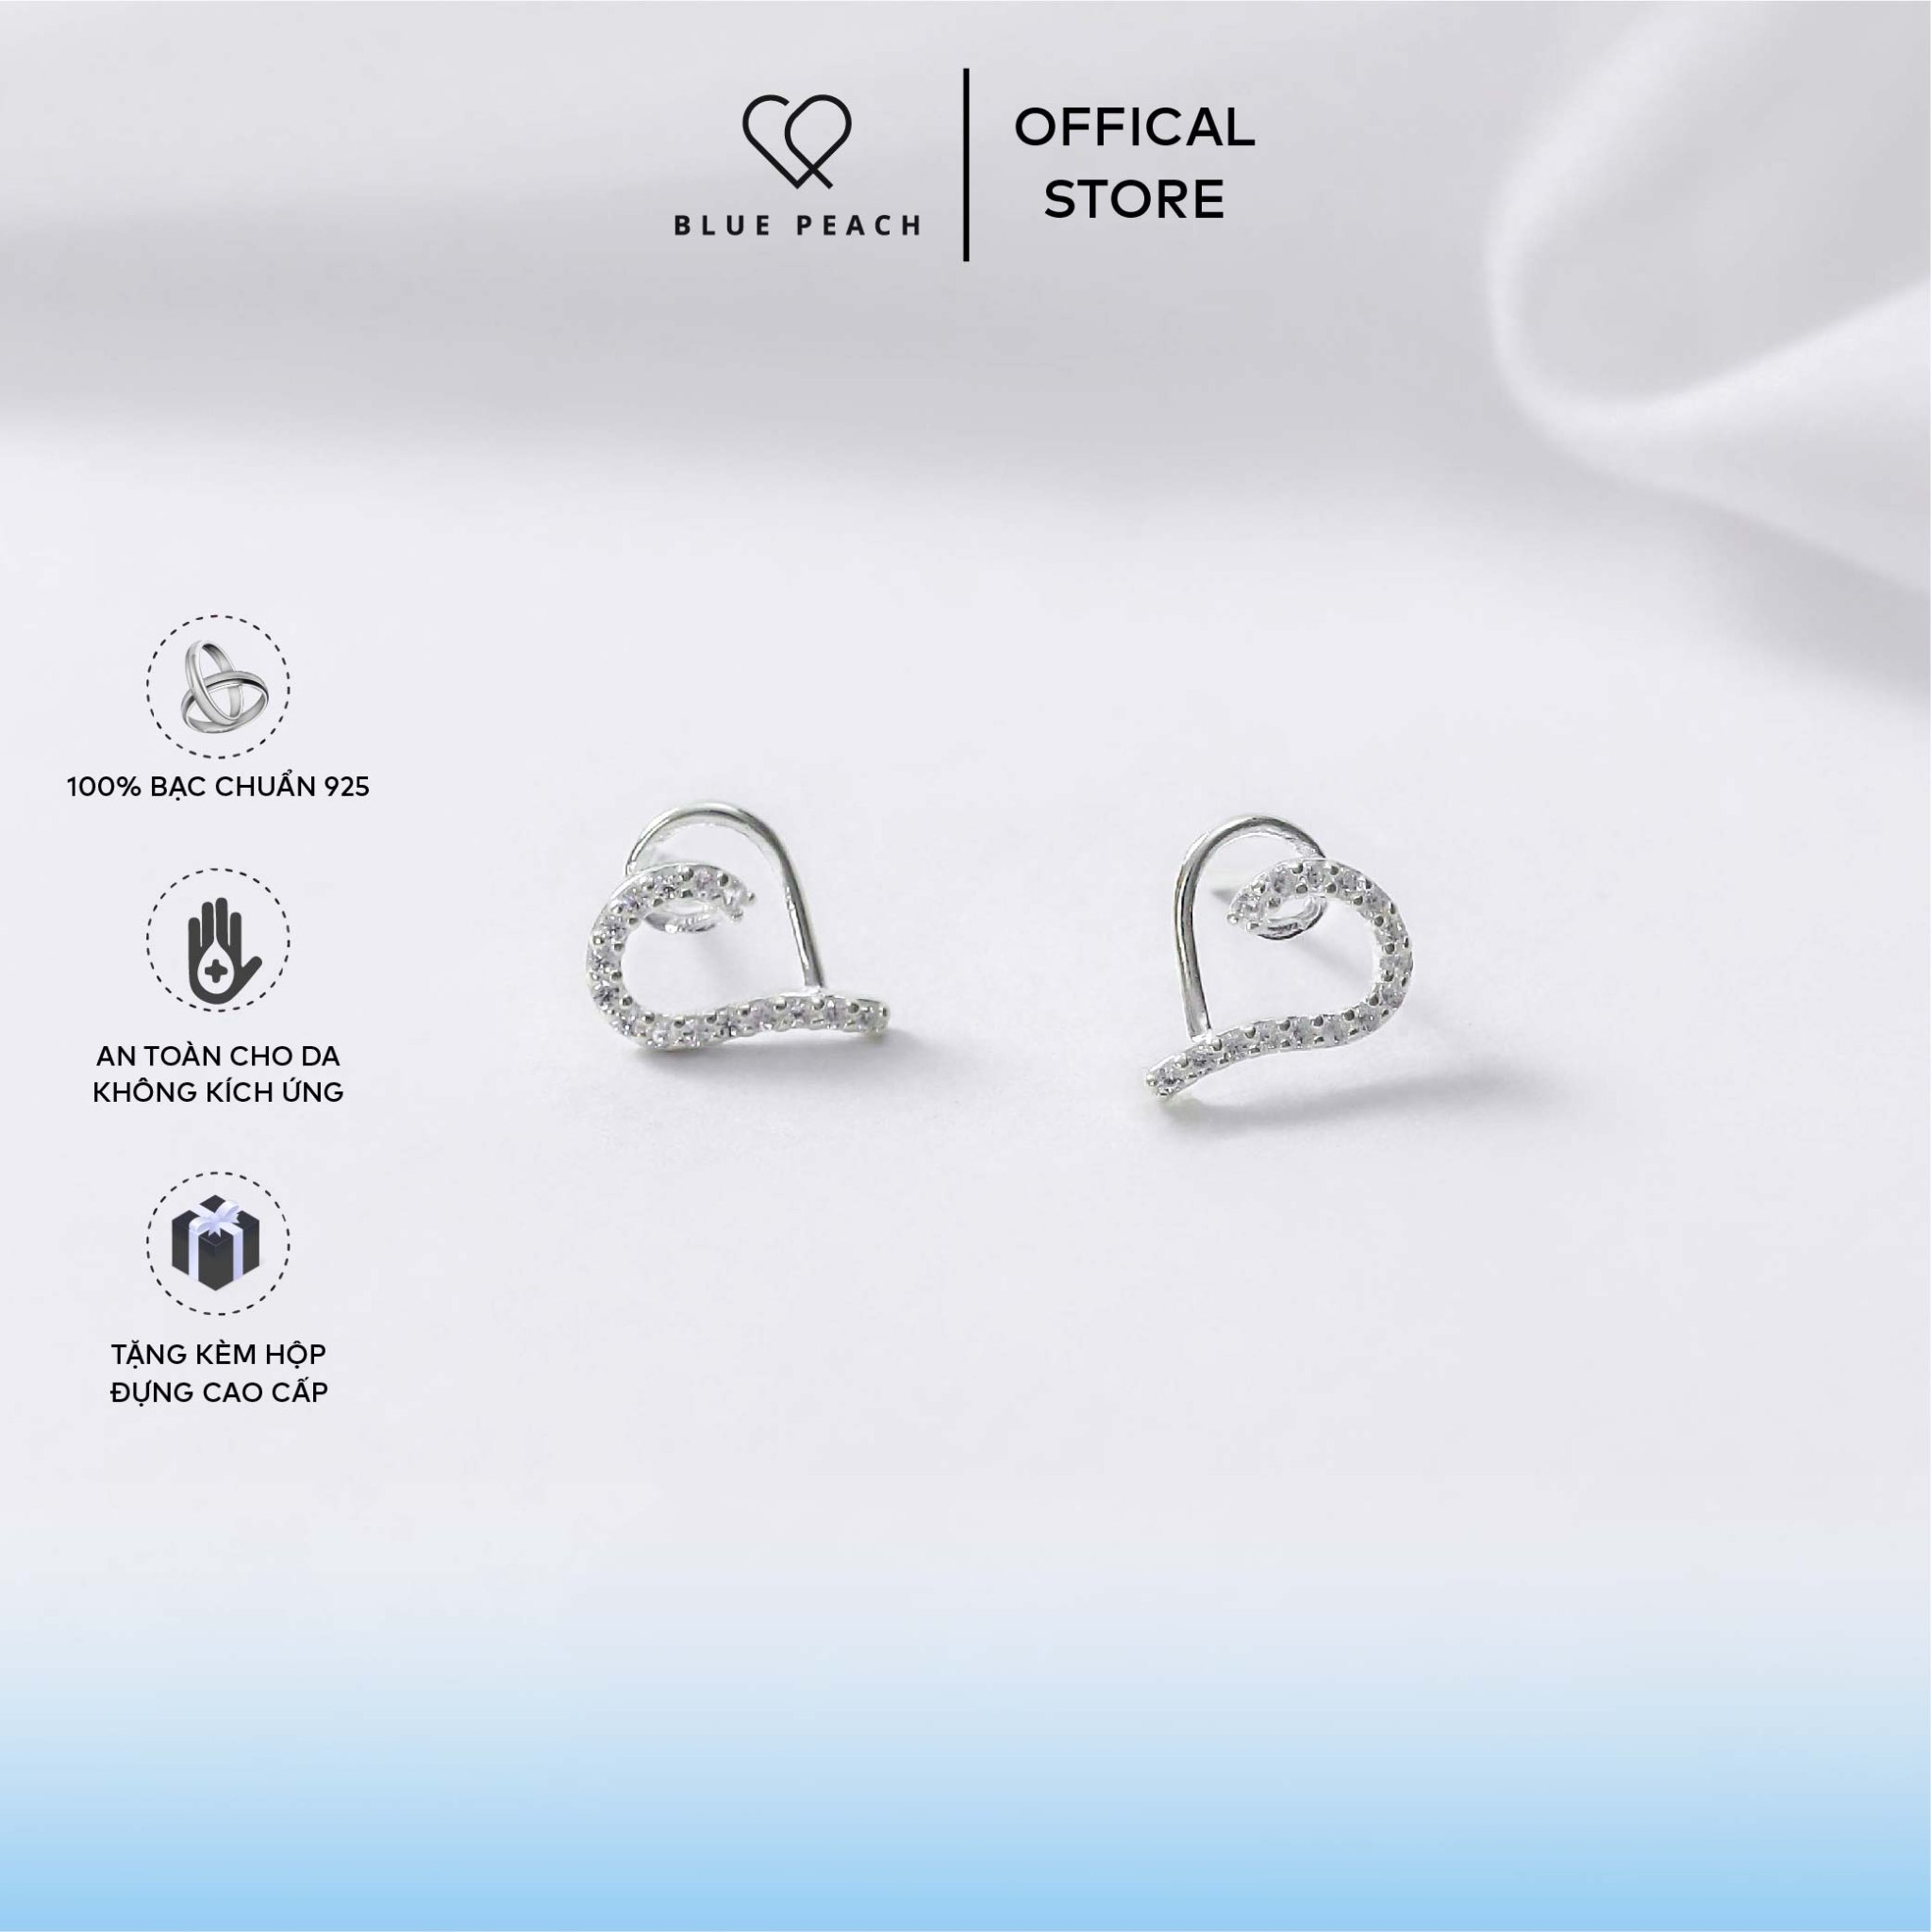 BLUE PEACH
OFFICAL
STORE
100% BẠC CHUẨN 925
AN TOÀN CHO DA
KHÔNG KÍCH ỨNG
TẶNG KÈM HỘP
ĐỰNG CAO CẤP